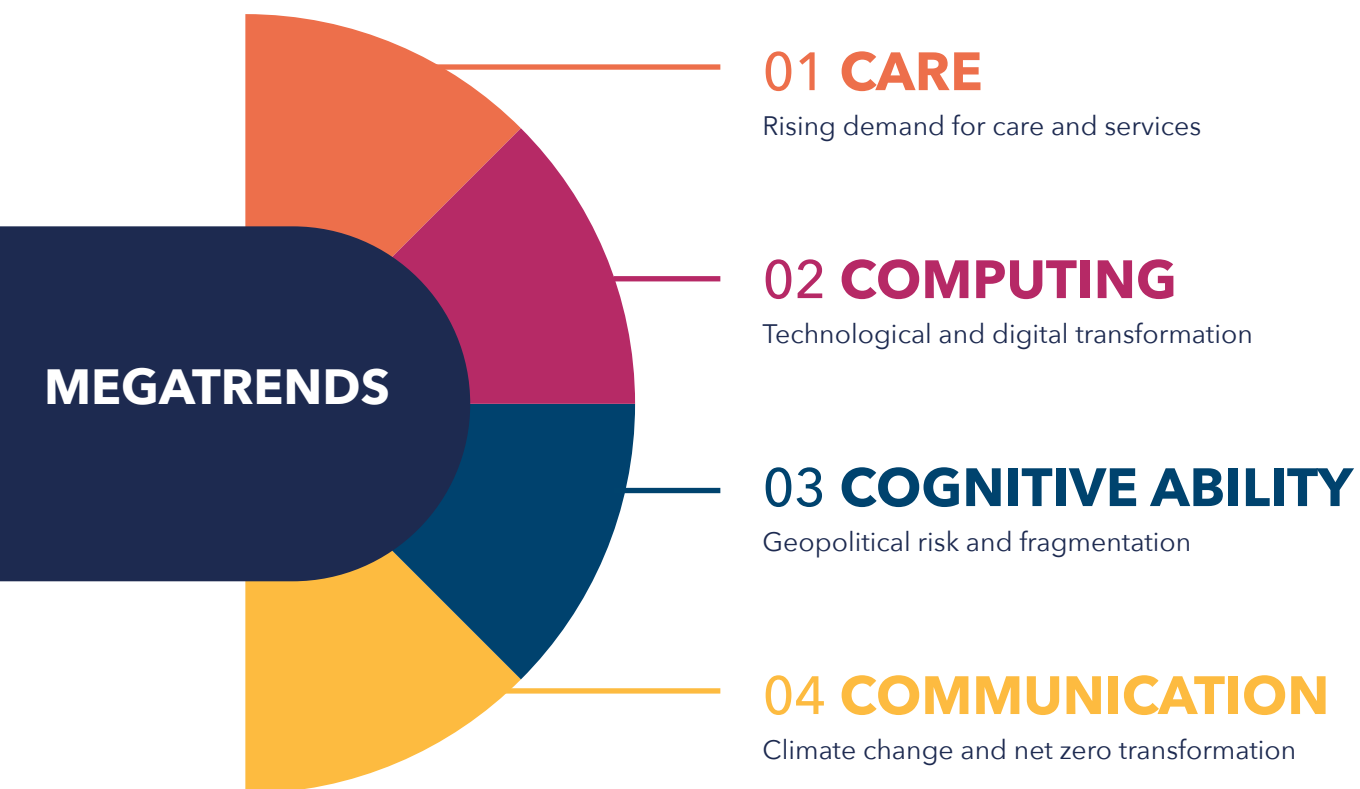 MEGATRENDS
01 CARE
Rising demand for care and services
02 COMPUTING
Technological and digital transformation
03 COGNITIVE ABILITY
Geopolitical risk and fragmentation
04 COMMUNICATION
Climate change and net zero transformation